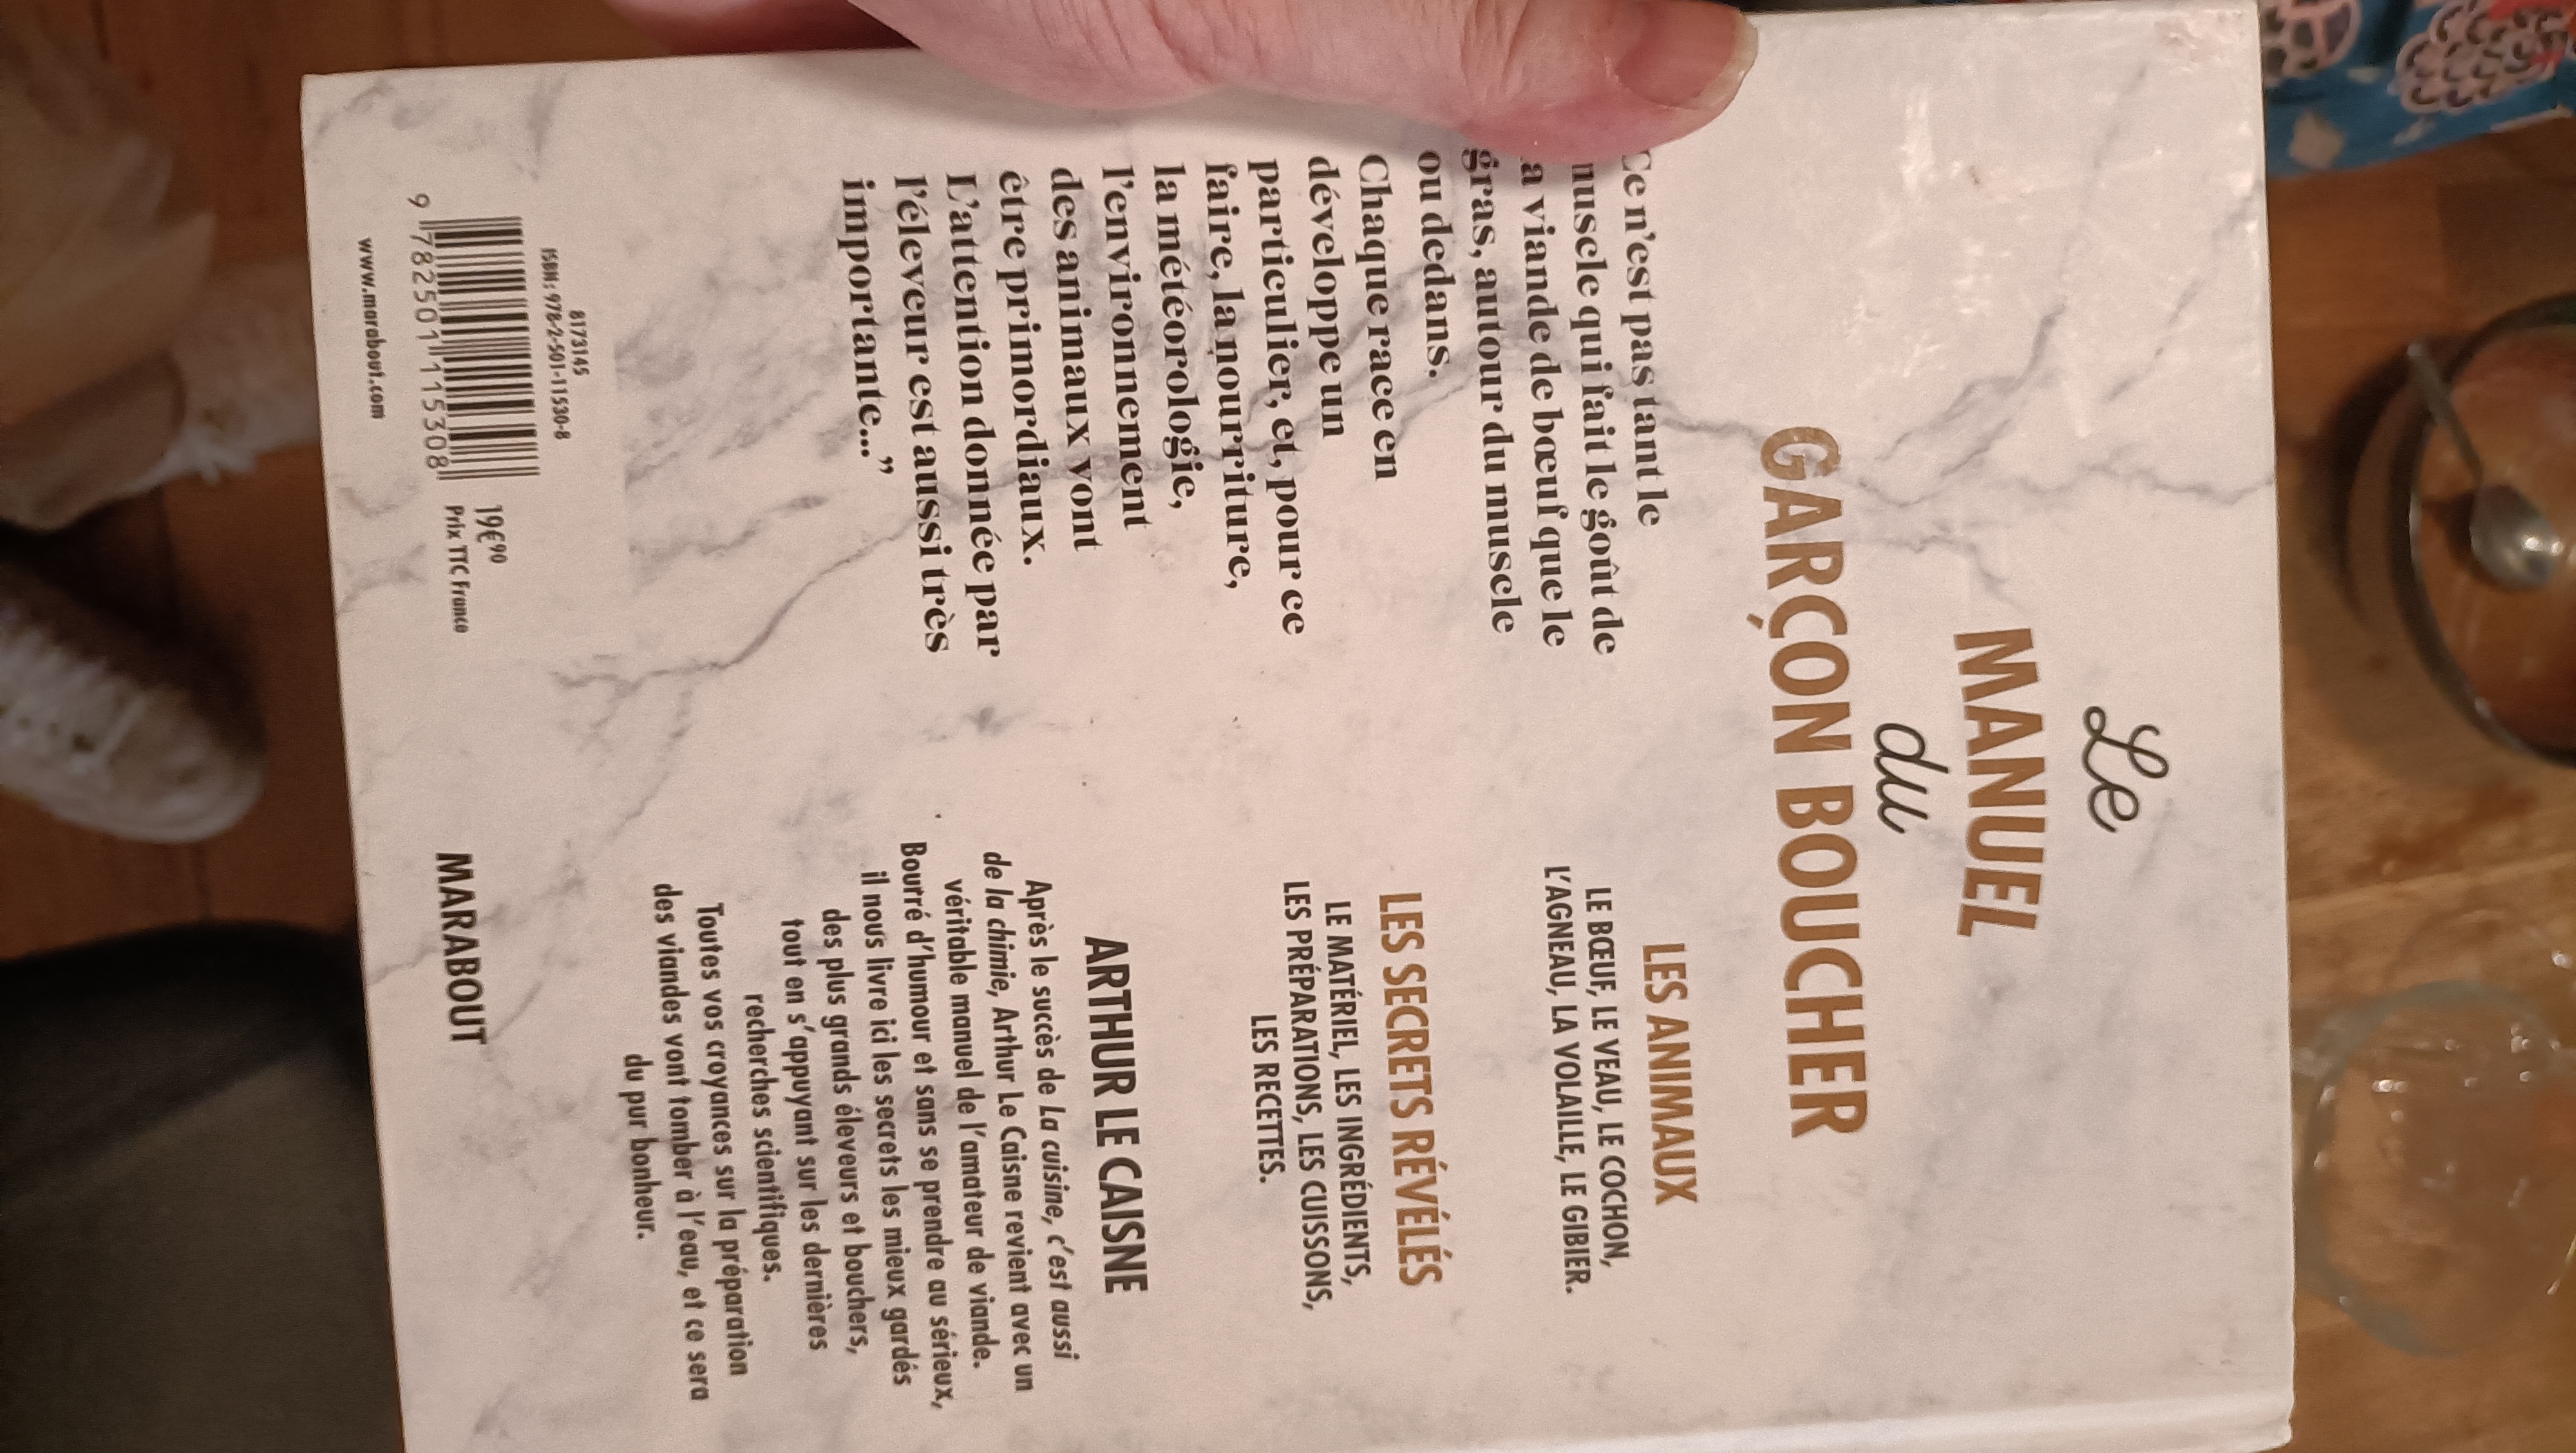 Le
MANUEL
du
GARÇON BOUCHER
Ce n'est pas tant le
muscle qui fait le goût de
la viande de bœuf que le
gras, autour du muscle
ou dedans.
Chaque race en
développe un
particulier, et, pour ce
faire, la nourriture,
la météorologie,
l'environnement
des animaux vont
être primordiaux.
L'attention donnée par
l'éleveur est aussi très
importante..."
LES ANIMAUX
LE BŒUF, LE VEAU, LE COCHON,
L'AGNEAU, LA VOLAILLE, LE GIBIER.
LES SECRETS RÉVÉLÉS
LE MATÉRIEL, LES INGRÉDIENTS,
LES PRÉPARATIONS, LES CUISSONS,
LES RECETTES.
ARTHUR LE CAISNE
Après le succès de La cuisine, c'est aussi
de la chimie, Arthur Le Caisne revient avec un
véritable manuel de l'amateur de viande.
Bourré d'humour et sans se prendre au sérieux,
il nous livre ici les secrets les mieux gardés
des plus grands éleveurs et bouchers,
tout en s'appuyant sur les dernières
recherches scientifiques.
Toutes vos croyances sur la préparation
des viandes vont tomber à l'eau, et ce sera
du pur bonheur.
8173145
ISBN : 978-2-501-11530-8
9 782501 115308
19€90
Prix TTC France
www.marabout.com
MARABOUT